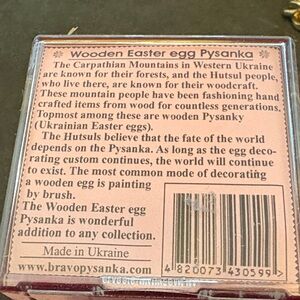 Wooden Easter egg Pysanka
The Carpathian Mountains in Western Ukraine
are known for their forests, and the Hutsul people,
who live there, are known for their woodcraft.
These mountain people have been fashioning hand
crafted items from wood for countless generations.
Topmost among these are wooden Pysanky
(Ukrainian Easter eggs).
The Hutsuls believe that the fate of the world
depends on the Pysanka. As long as the egg deco-
rating custom continues, the world will continue
to exist. The most common mode of decorating
a wooden egg is painting
by brush.
The Wooden Easter egg
Pysanka is wonderful
addition to any collection.
Made in Ukraine
www.bravopysanka.com
4 820073 430599 >